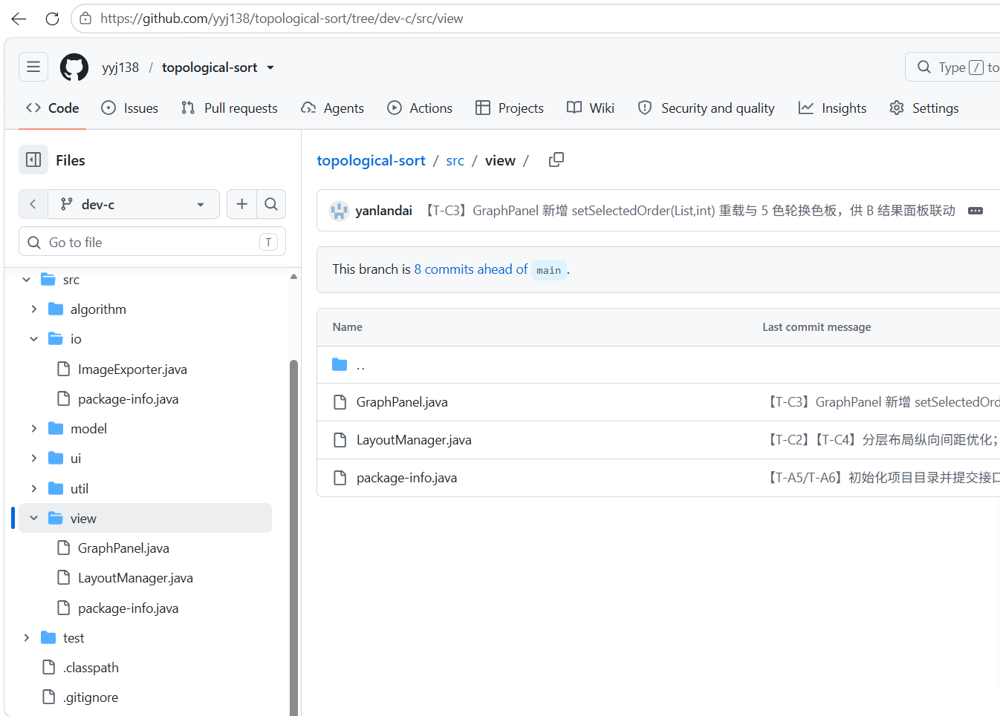 https://github.com/yyj138/topological-sort/tree/dev-c/src/view
yyj138 / topological-sort
Type / to
Code
Issues
Pull requests
Agents
Actions
Projects
Wiki
Security and quality
Insights
Settings
Files
dev-c
Go to file
T
src
algorithm
io
ImageExporter.java
package-info.java
model
ui
util
view
GraphPanel.java
LayoutManager.java
package-info.java
test
.classpath
.gitignore
topological-sort / src / view /
yanlandai 【T-C3】GraphPanel 新增 setSelectedOrder(List,int) 重载与 5 色轮换色板，供 B 结果面板联动
This branch is 8 commits ahead of main .
Name Last commit message
..
GraphPanel.java 【T-C3】GraphPanel 新增 setSelectedOrd
LayoutManager.java 【T-C2】【T-C4】分层布局纵向间距优化；
package-info.java 【T-A5/T-A6】初始化项目目录并提交接口